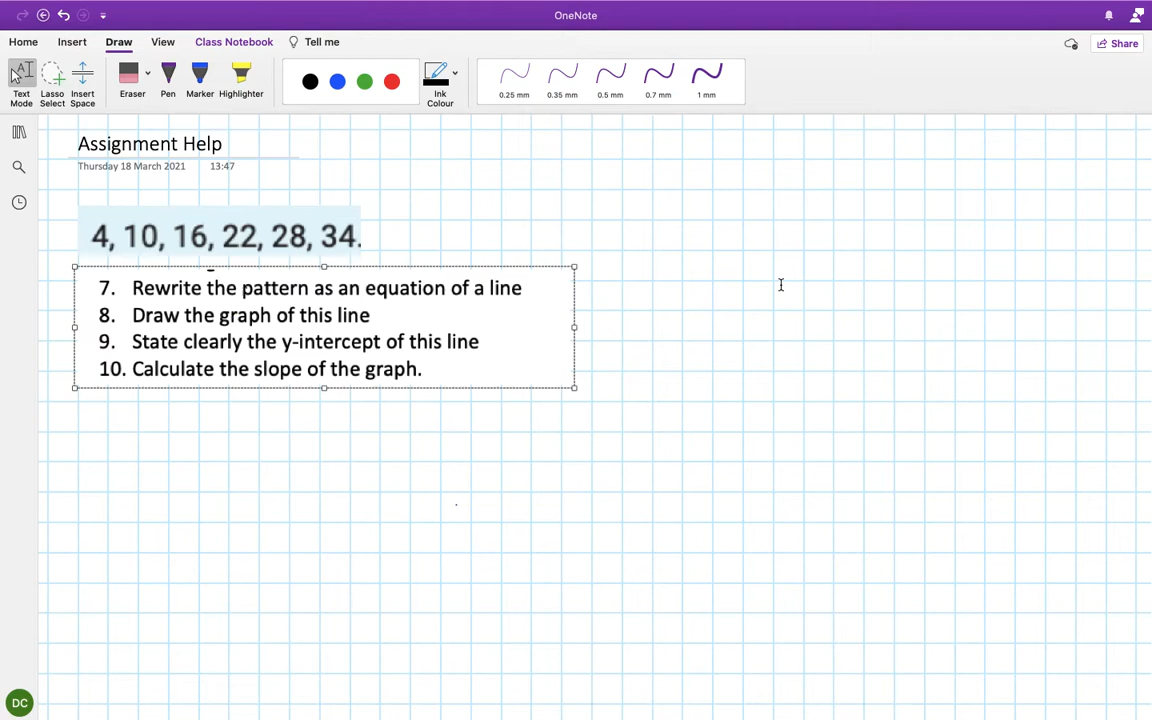 OneNote
Home Insert Draw View Class Notebook Tell me
Share
Text Mode
Lasso Select
Insert Space
Eraser
Pen
Marker
Highlighter
Ink Colour
0.25 mm 0.35 mm 0.5 mm 0.7 mm 1 mm
Assignment Help
Thursday 18 March 2021 13:47
4, 10, 16, 22, 28, 34.
7. Rewrite the pattern as an equation of a line
8. Draw the graph of this line
9. State clearly the y-intercept of this line
10. Calculate the slope of the graph.
DC